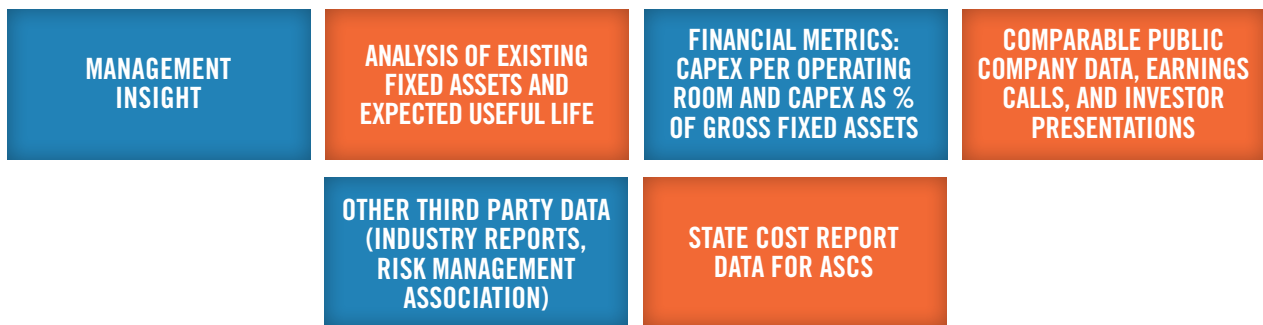 MANAGEMENT
INSIGHT
ANALYSIS OF EXISTING
FIXED ASSETS AND
EXPECTED USEFUL LIFE
FINANCIAL METRICS:
CAPEX PER OPERATING
ROOM AND CAPEX AS %
OF GROSS FIXED ASSETS
COMPARABLE PUBLIC
COMPANY DATA, EARNINGS
CALLS, AND INVESTOR
PRESENTATIONS
OTHER THIRD PARTY DATA
(INDUSTRY REPORTS,
RISK MANAGEMENT
ASSOCIATION)
STATE COST REPORT
DATA FOR ASCS